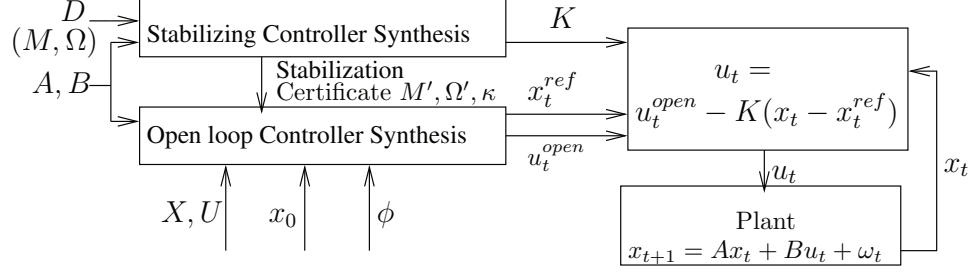 D
(M, Ω)
A, B
Stabilizing Controller Synthesis
K
Stabilization
Certificate M′, Ω′, κ
x_t^{ref}
Open loop Controller Synthesis
u_t^{open}
X, U
x_0
ϕ
u_t =
u_t^{open} − K(x_t − x_t^{ref})
u_t
x_t
Plant
x_{t+1} = Ax_t + Bu_t + ω_t